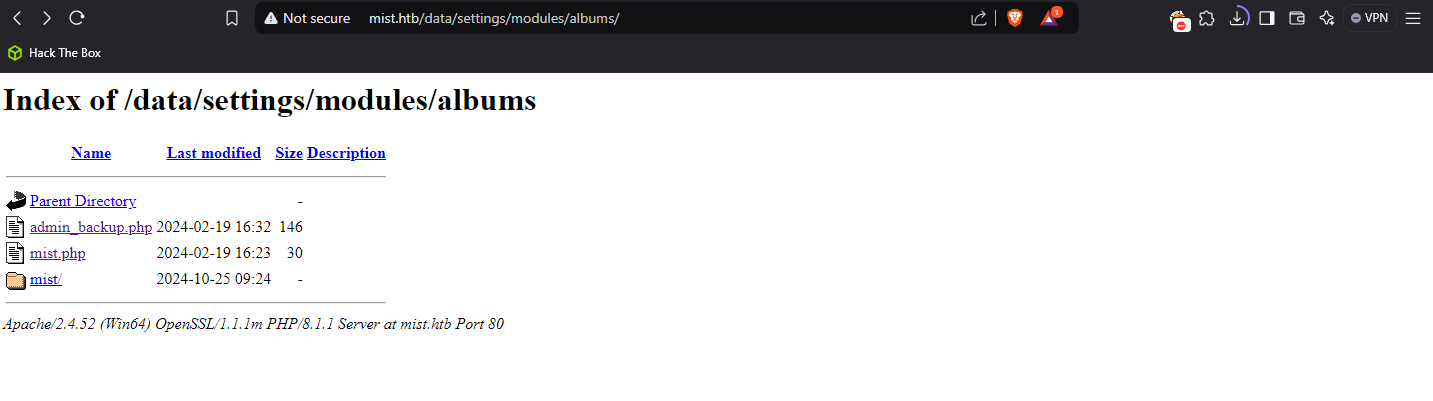 Not secure mist.htb/data/settings/modules/albums/ 1 VPN
Hack The Box
Index of /data/settings/modules/albums
Name Last modified Size Description
Parent Directory -
admin_backup.php 2024-02-19 16:32 146
mist.php 2024-02-19 16:23 30
mist/ 2024-10-25 09:24 -
Apache/2.4.52 (Win64) OpenSSL/1.1.1m PHP/8.1.1 Server at mist.htb Port 80